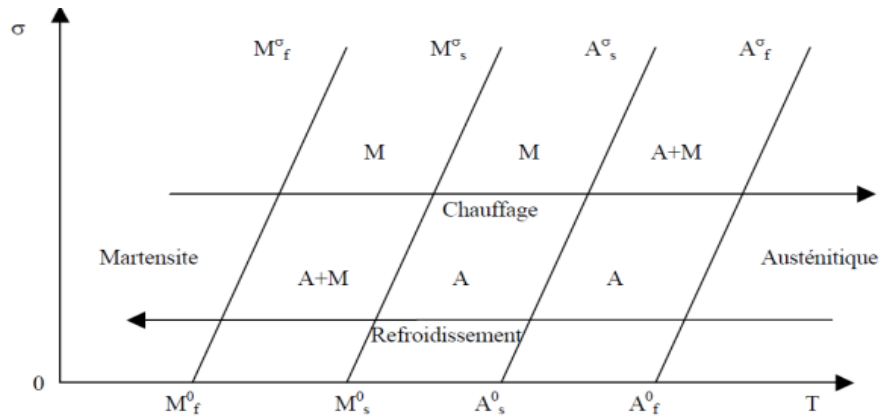 σ
M^σ_f M^σ_s A^σ_s A^σ_f
M M A+M
Chauffage
Martensite Austénitique
A+M A A
Refroidissement
0
M^0_f M^0_s A^0_s A^0_f T